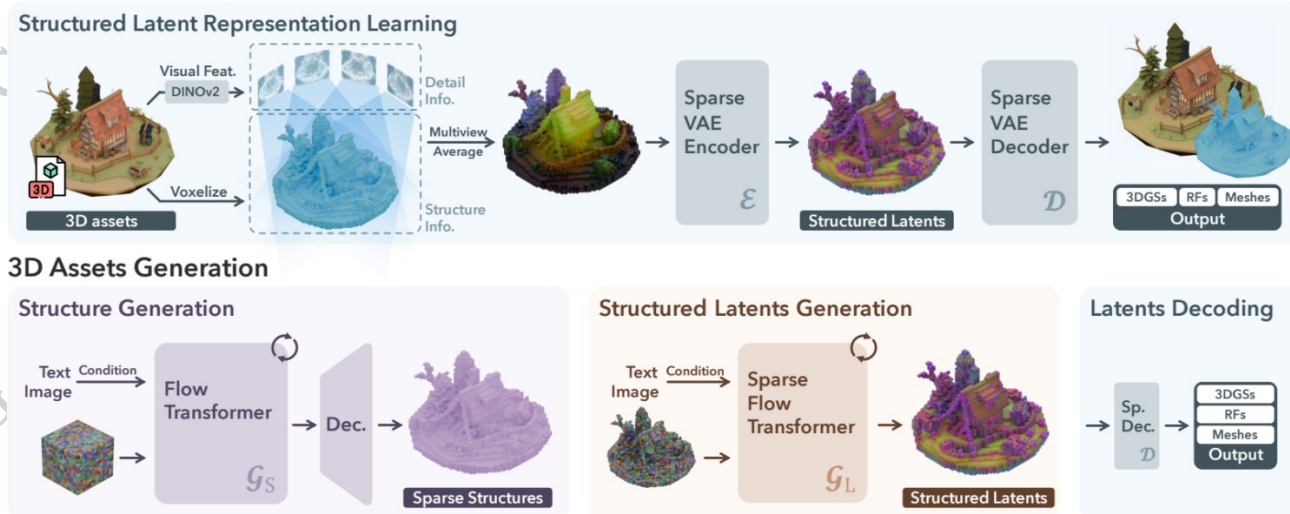 Structured Latent Representation Learning
Visual Feat.
DINOv2
Voxelize
3D
3D assets
Detail
Info.
Structure
Info.
Multiview
Average
Sparse
VAE
Encoder
ℰ
Structured Latents
Sparse
VAE
Decoder
𝒟
3DGSs RFs Meshes
Output
3D Assets Generation
Structure Generation
Text
Image
Condition
Flow
Transformer
𝓖S
Dec.
Sparse Structures
Structured Latents Generation
Text
Image
Condition
Sparse
Flow
Transformer
𝓖L
Structured Latents
Latents Decoding
Sp.
Dec.
𝒟
3DGSs
RFs
Meshes
Output